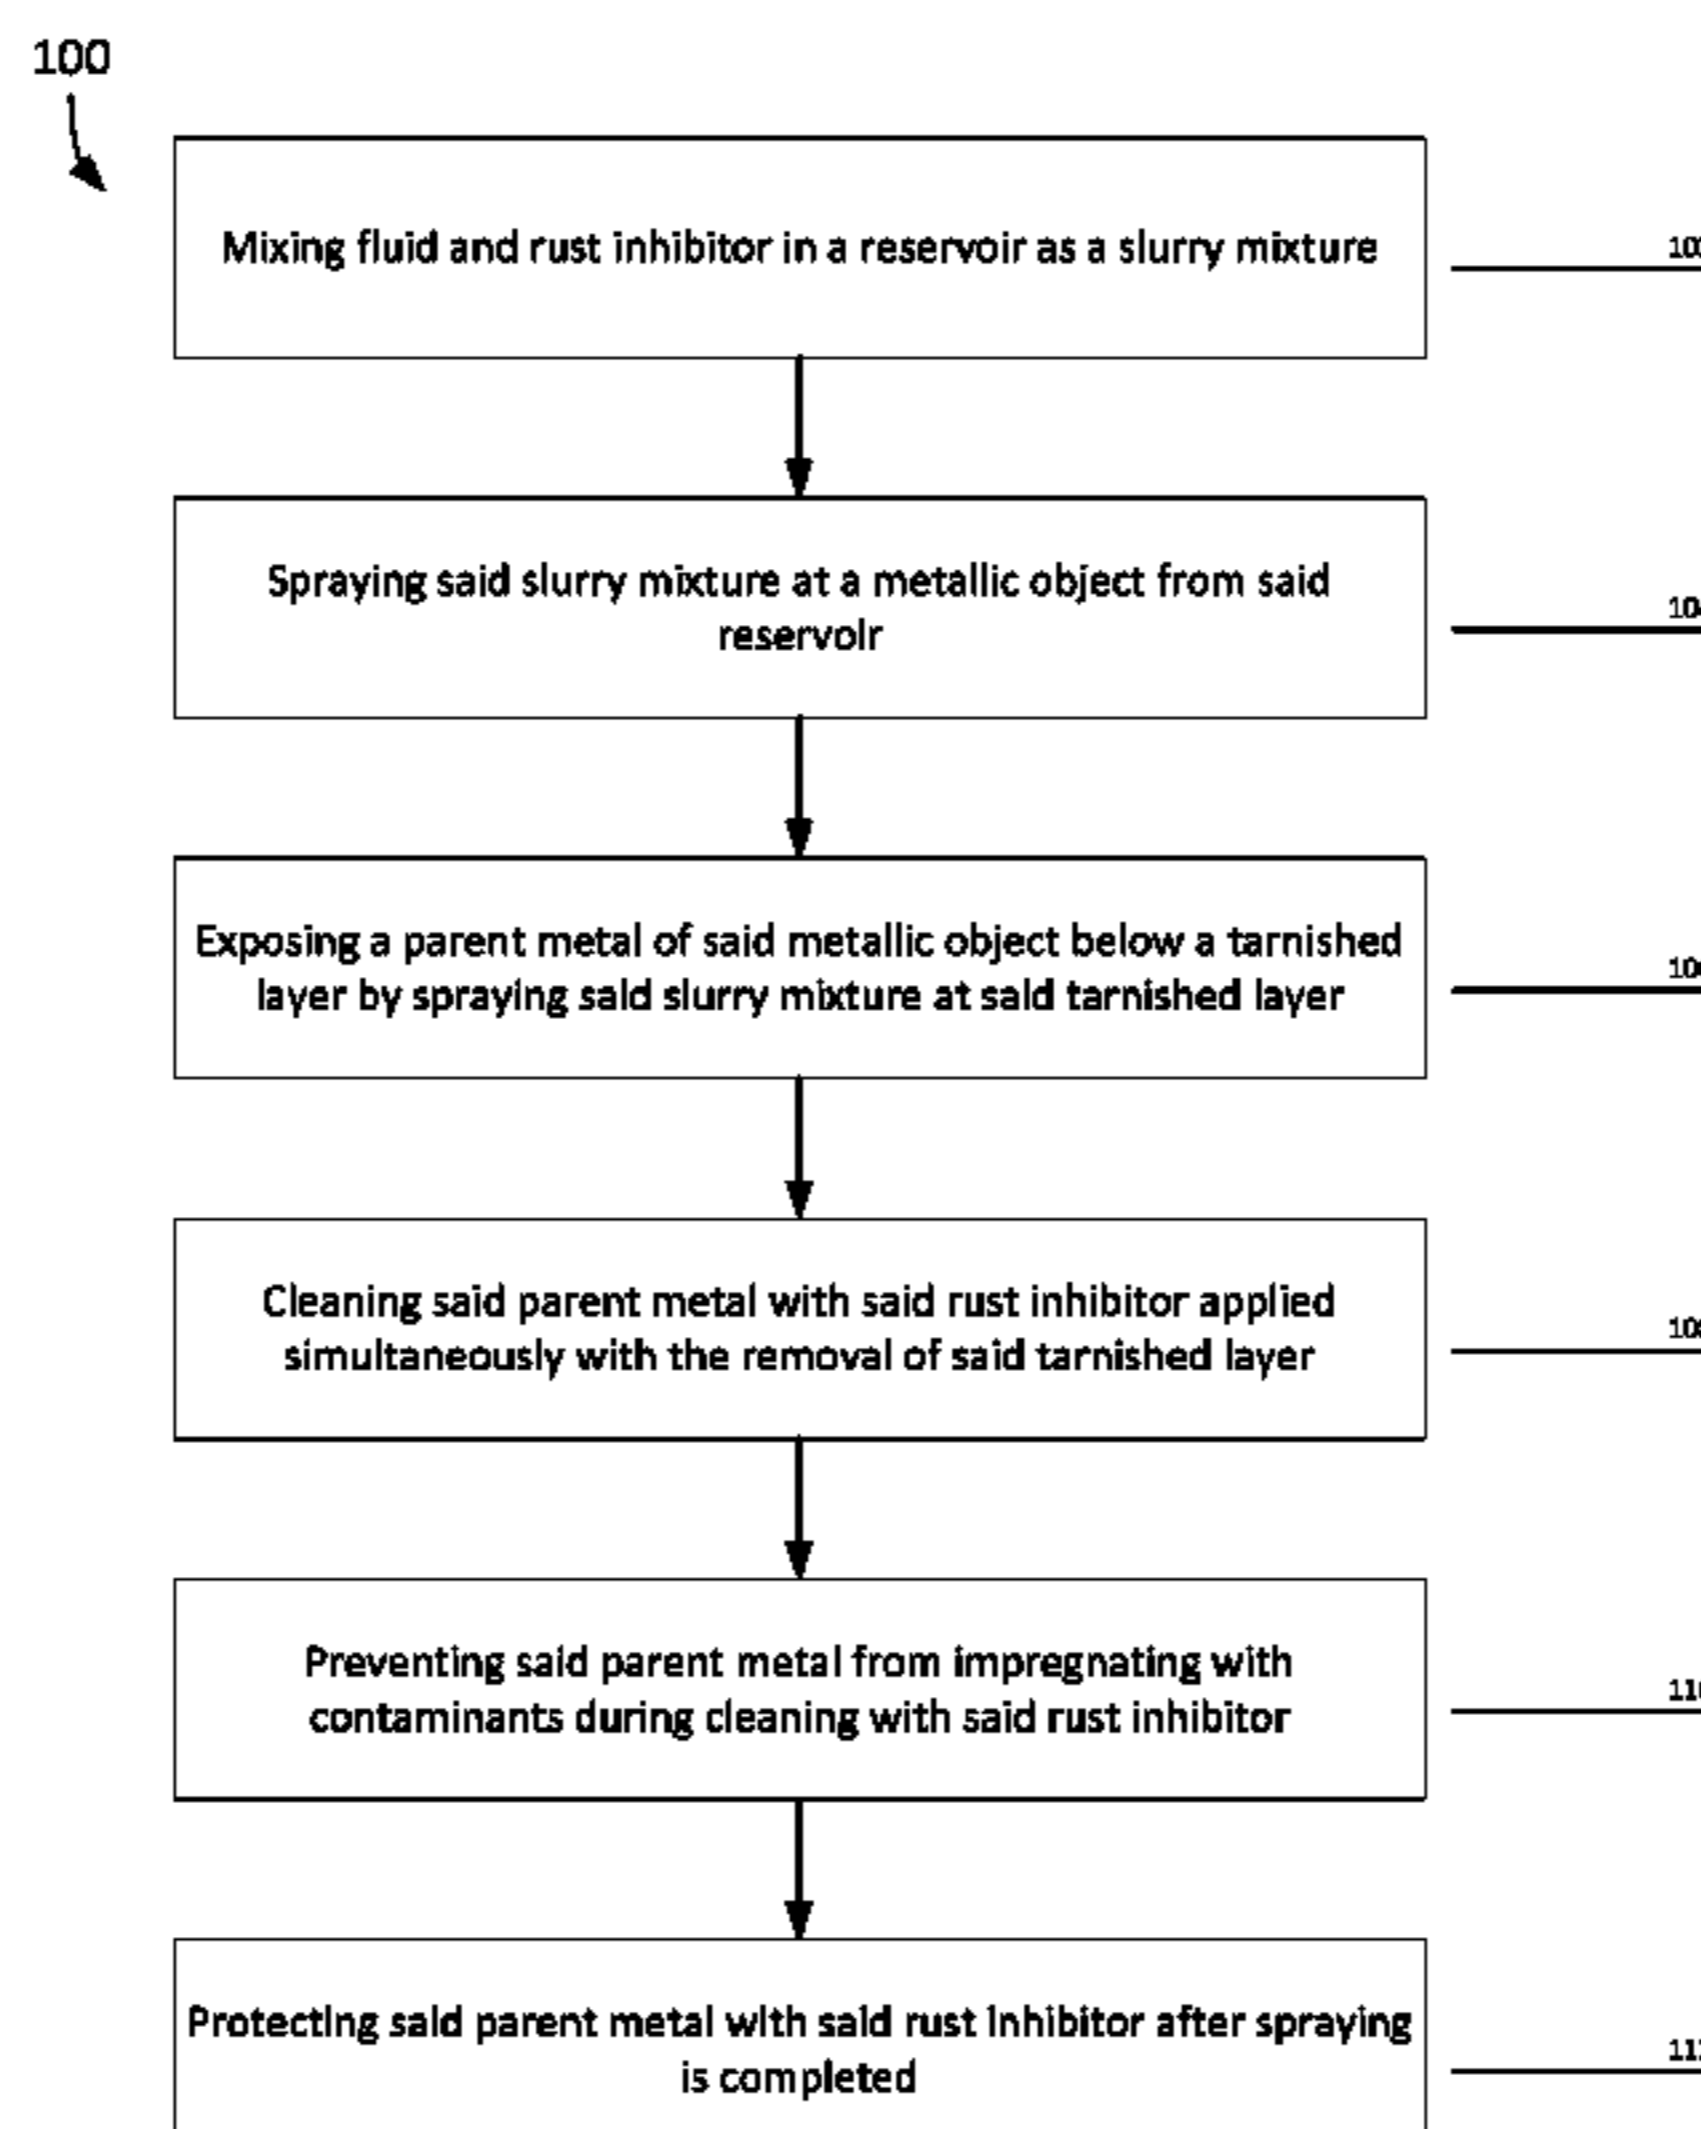 100
Mixing fluid and rust inhibitor in a reservoir as a slurry mixture
Spraying said slurry mixture at a metallic object from said
reservoir
Exposing a parent metal of said metallic object below a tarnished
layer by spraying said slurry mixture at said tarnished layer
Cleaning said parent metal with said rust inhibitor applied
simultaneously with the removal of said tarnished layer
Preventing said parent metal from impregnating with
contaminants during cleaning with said rust inhibitor
Protecting said parent metal with said rust inhibitor after spraying
is completed